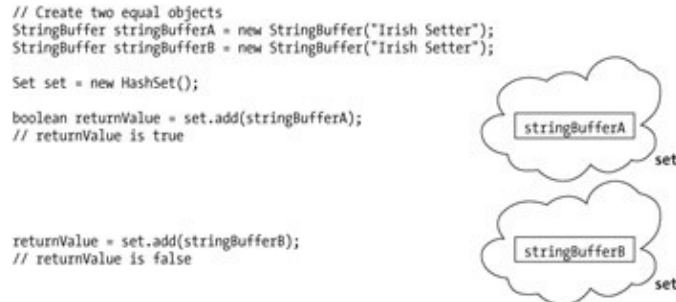 // Create two equal objects
StringBuffer stringBufferA = new StringBuffer("Irish Setter");
StringBuffer stringBufferB = new StringBuffer("Irish Setter");
Set set = new HashSet();
boolean returnValue = set.add(stringBufferA);
// returnValue is true
stringBufferA
set
returnValue = set.add(stringBufferB);
// returnValue is false
stringBufferB
set